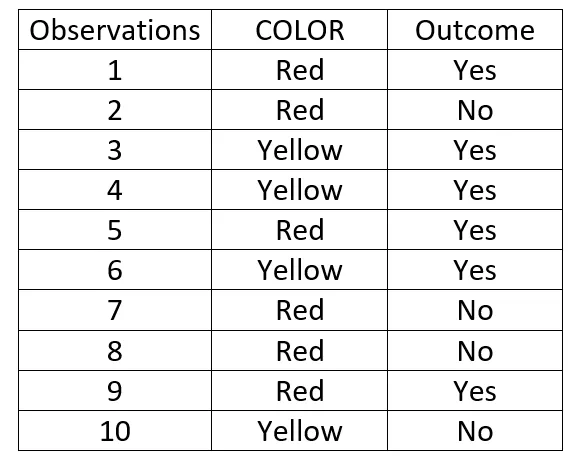 Observations COLOR Outcome
1 Red Yes
2 Red No
3 Yellow Yes
4 Yellow Yes
5 Red Yes
6 Yellow Yes
7 Red No
8 Red No
9 Red Yes
10 Yellow No